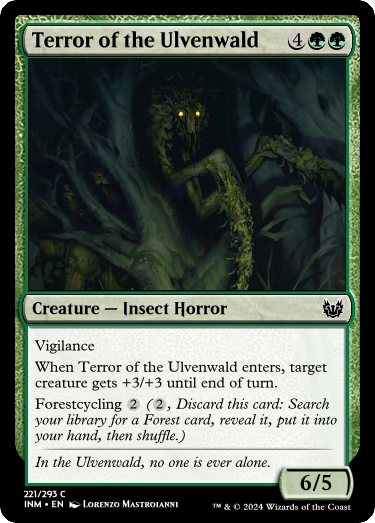 Terror of the Ulvenwald 4
Creature — Insect Horror
Vigilance
When Terror of the Ulvenwald enters, target
creature gets +3/+3 until end of turn.
Forestcycling 2 (2, Discard this card: Search
your library for a Forest card, reveal it, put it into
your hand, then shuffle.)
In the Ulvenwald, no one is ever alone.
6/5
221/293 C
INM • EN Lorenzo Mastroianni
™ & © 2024 Wizards of the Coast